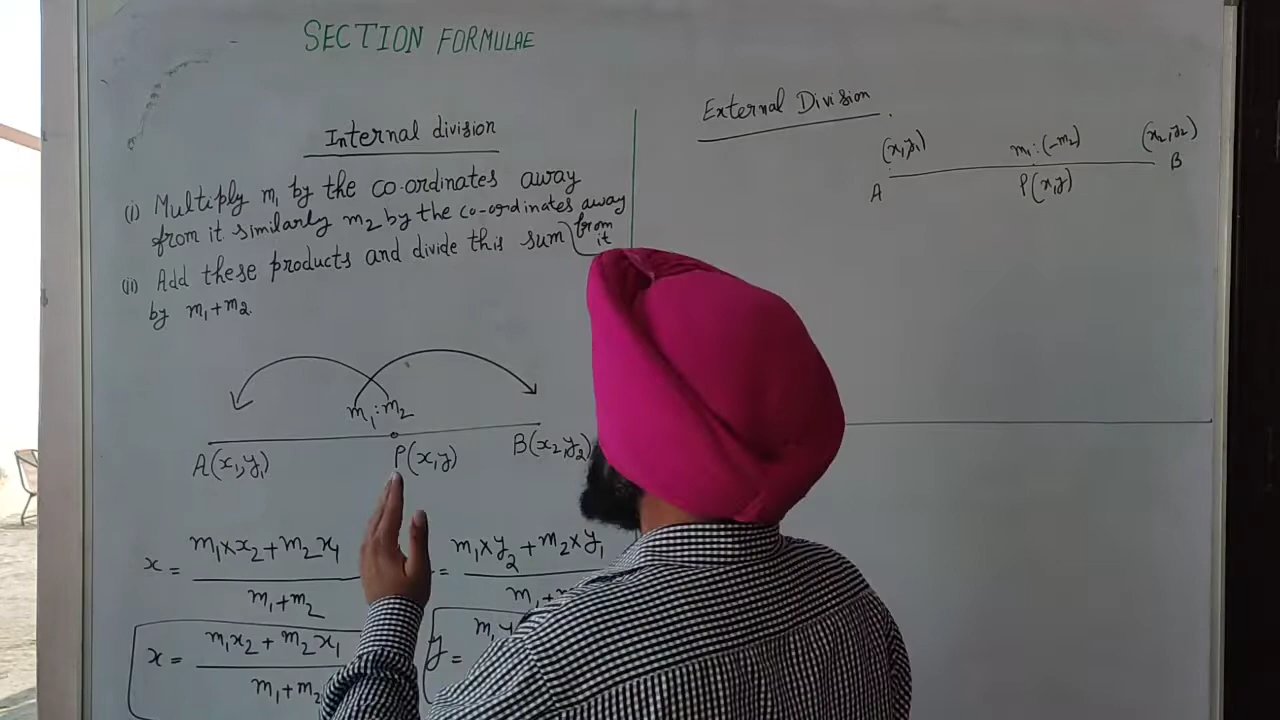 SECTION FORMULAE
Internal division
(i) Multiply m₁ by the co-ordinates away
from it similarly m₂ by the co-ordinates away
from
it
(ii) Add these products and divide this sum
by m₁+m₂.
m₁:m₂
A(x₁,y₁) P(x,y) B(x₂,y₂)
x = m₁×x₂+m₂x₁ = m₁×y₂+m₂×y₁
m₁+m₂
x = m₁x₂+m₂x₁ y =
m₁+m₂
External Division.
(x₁,y₁) m₁:(-m₂) (x₂,y₂)
A P(x,y) B